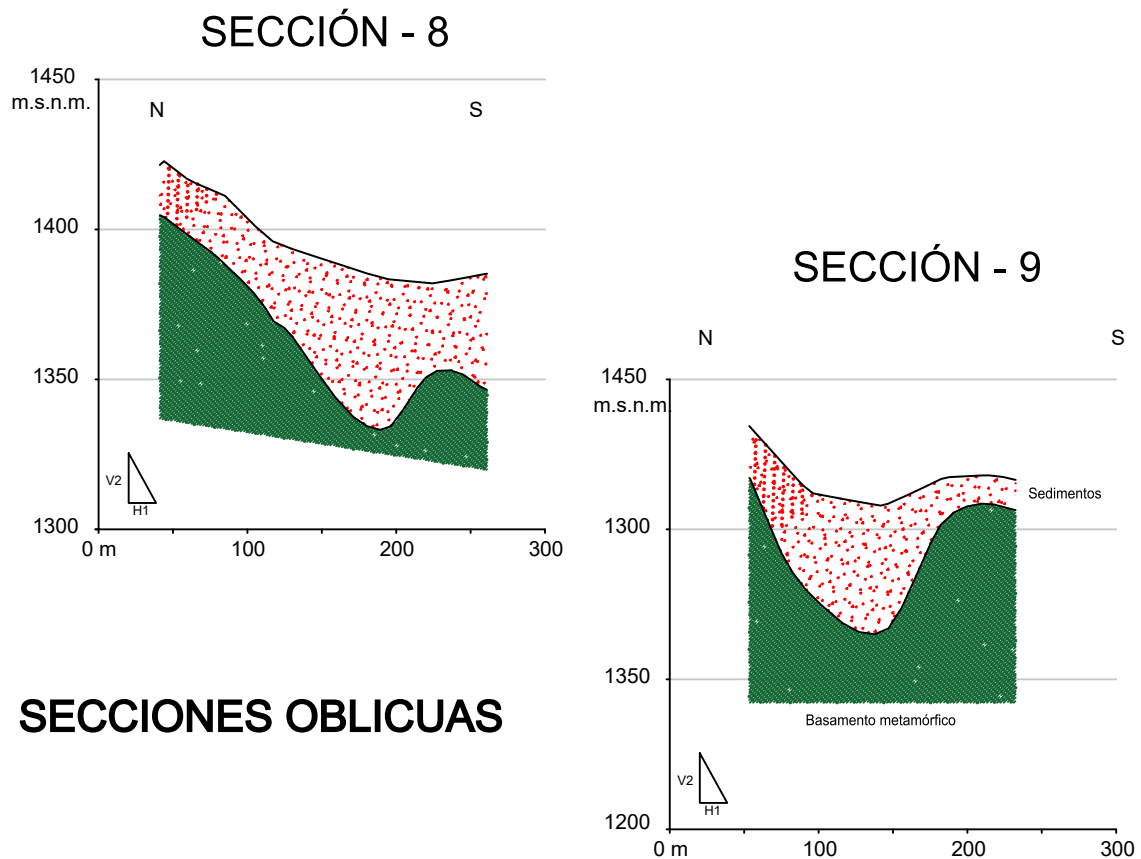 SECCIÓN - 8
1450
m.s.n.m.
N
S
1400
1350
V2
H1
1300
0 m
100
200
300
SECCIÓN - 9
N
S
1450
m.s.n.m.
Sedimentos
1300
1350
Basamento metamórfico
V2
H1
1200
0 m
100
200
300
SECCIONES OBLICUAS